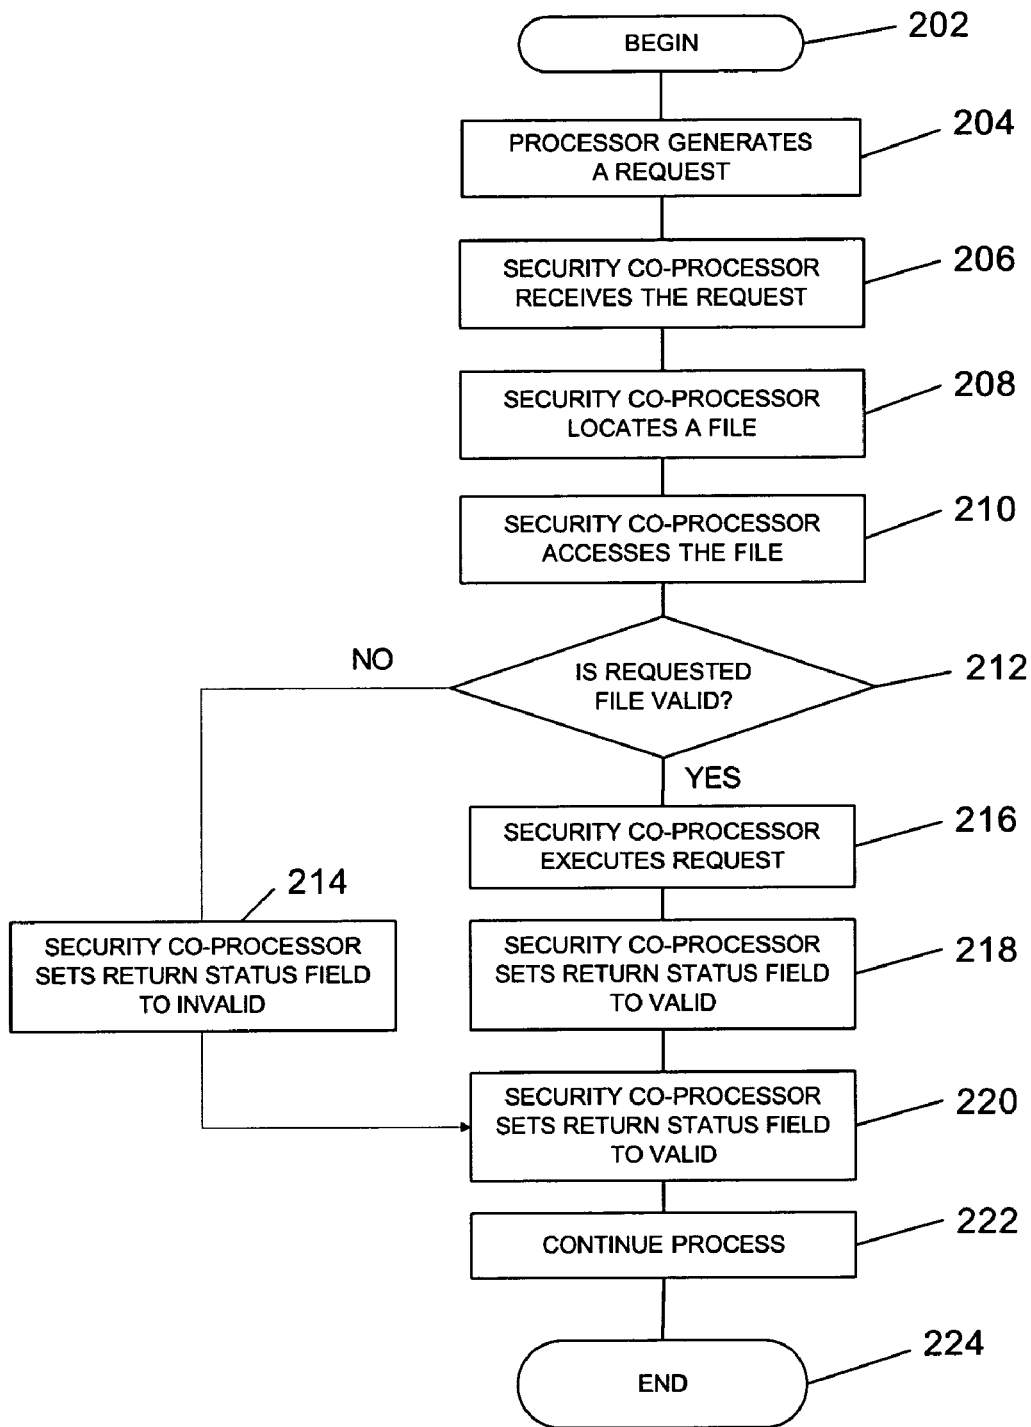 BEGIN
202
PROCESSOR GENERATES
A REQUEST
204
SECURITY CO-PROCESSOR
RECEIVES THE REQUEST
206
SECURITY CO-PROCESSOR
LOCATES A FILE
208
SECURITY CO-PROCESSOR
ACCESSES THE FILE
210
IS REQUESTED
FILE VALID?
212
NO
YES
SECURITY CO-PROCESSOR
EXECUTES REQUEST
216
214
SECURITY CO-PROCESSOR
SETS RETURN STATUS FIELD
TO INVALID
SECURITY CO-PROCESSOR
SETS RETURN STATUS FIELD
TO VALID
218
SECURITY CO-PROCESSOR
SETS RETURN STATUS FIELD
TO VALID
220
CONTINUE PROCESS
222
END
224